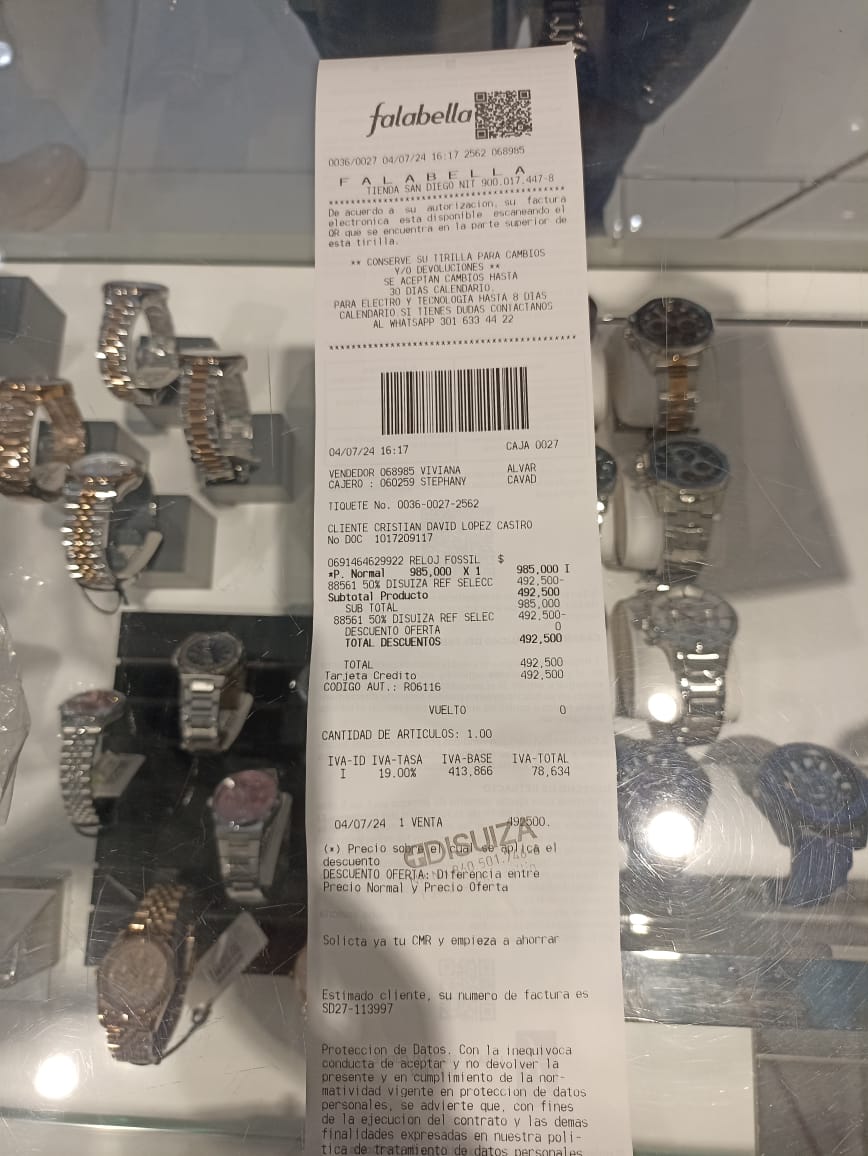 falabella
0036/0027 04/07/24 16:17 2562 068985
F A L A B E L L A
TIENDA SAN DIEGO NIT 900.017.447-8
****************************************
De acuerdo a su autorizacion, su factura
electronica esta disponible escaneando el
QR que se encuentra en la parte superior de
esta tirilla.
** CONSERVE SU TIRILLA PARA CAMBIOS
Y/O DEVOLUCIONES **
SE ACEPTAN CAMBIOS HASTA
30 DIAS CALENDARIO.
PARA ELECTRO Y TECNOLOGIA HASTA 8 DIAS
CALENDARIO SI TIENES DUDAS CONTACTANOS
AL WHATSAPP 301 633 44 22
****************************************
04/07/24 16:17 CAJA 0027
VENDEDOR 068985 VIVIANA ALVAR
CAJERO : 060259 STEPHANY CAVAD
TIQUETE No. 0036-0027-2562
CLIENTE CRISTIAN DAVID LOPEZ CASTRO
No DOC 1017209117
0691464629922 RELOJ FOSSIL $
*P. Normal 985,000 X 1 985,000 I
88561 50% DISUIZA REF SELECC 492,500-
Subtotal Producto 492,500
SUB TOTAL 985,000
88561 50% DISUIZA REF SELEC 492,500-
DESCUENTO OFERTA 0
TOTAL DESCUENTOS 492,500
TOTAL 492,500
Tarjeta Credito 492,500
CODIGO AUT.: R06116
VUELTO 0
CANTIDAD DE ARTICULOS: 1.00
IVA-ID IVA-TASA IVA-BASE IVA-TOTAL
I 19.00% 413,866 78,634
04/07/24 1 VENTA 492500.
GDISUIZA
(*) Precio sobre el cual se aplica el
descuento
DESCUENTO OFERTA: Diferencia entre
Precio Normal y Precio Oferta
Solicta ya tu CMR y empieza a ahorrar
Estimado cliente, su numero de factura es
SD27-113997
Proteccion de Datos. Con la inequivoca
conducta de aceptar y no devolver la
presente y en cumplimiento de la nor-
matividad vigente en proteccion de datos
personales, se advierte que, con fines
de la ejecucion del contrato y las demas
finalidades expresadas en nuestra poli-
tica de tratamiento de datos personales